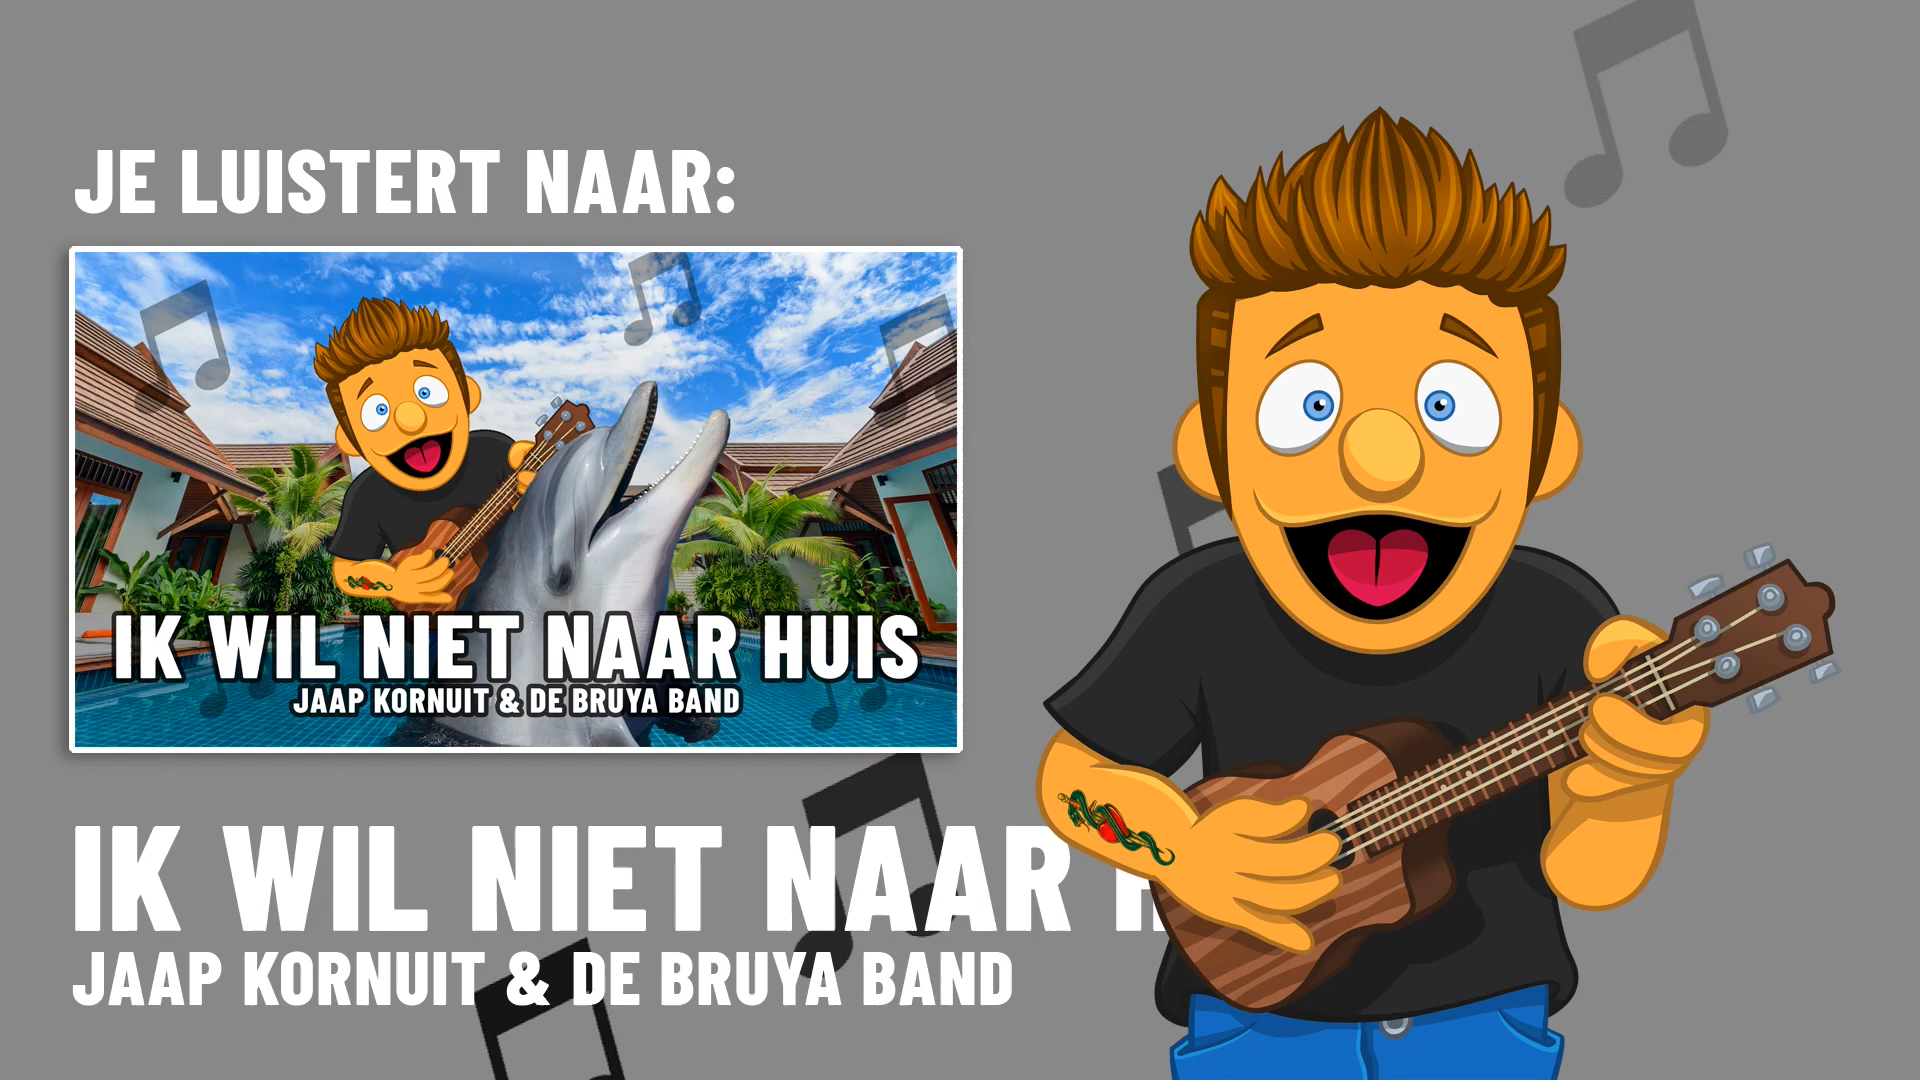 JE LUISTERT NAAR:
IK WIL NIET NAAR HUIS
JAAP KORNUIT & DE BRUYA BAND
IK WIL NIET NAAR H
JAAP KORNUIT & DE BRUYA BAND